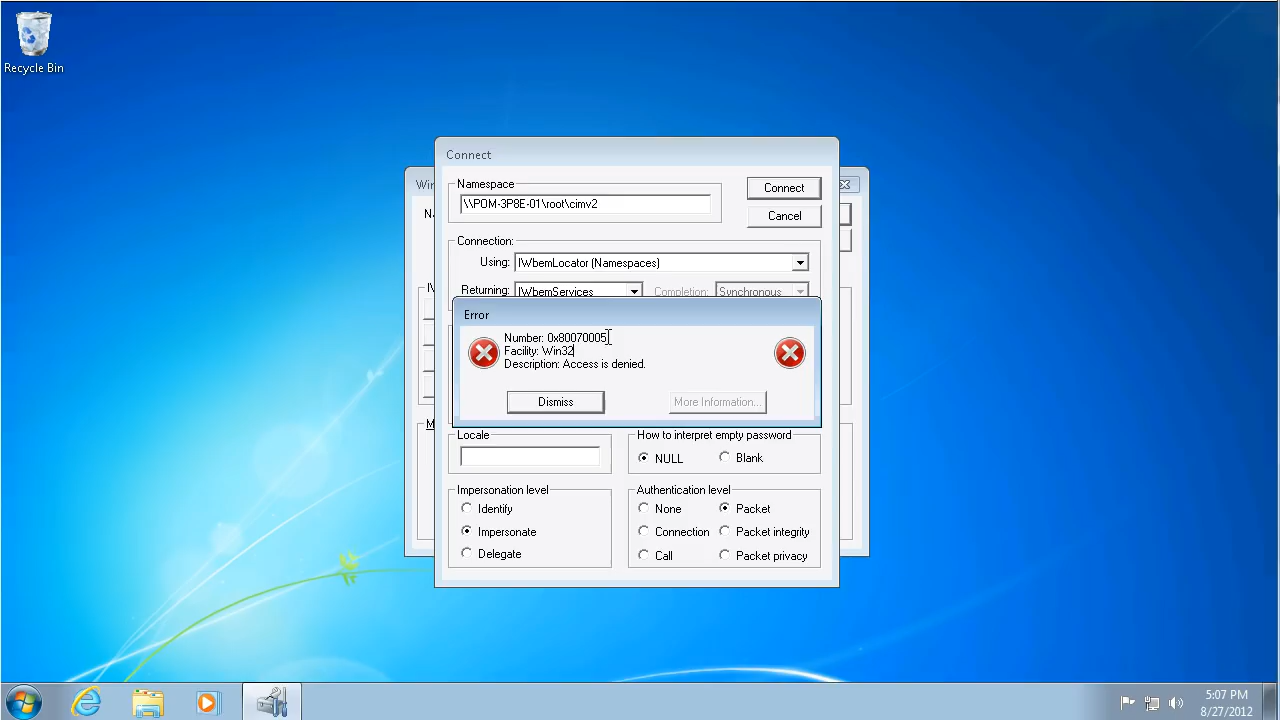 Recycle Bin
Connect
Win
Namespace
\\POM-3P8E-01\root\cimv2
Connect
Cancel
Connection:
Using: IWbemLocator (Namespaces)
Returning: IWbemServices Completion: Synchronous
Error
Number: 0x80070005
Facility: Win32
Description: Access is denied.
Dismiss More Information...
Locale
How to interpret empty password
NULL Blank
Impersonation level
Identify
Impersonate
Delegate
Authentication level
None Packet
Connection Packet integrity
Call Packet privacy
5:07 PM
8/27/2012